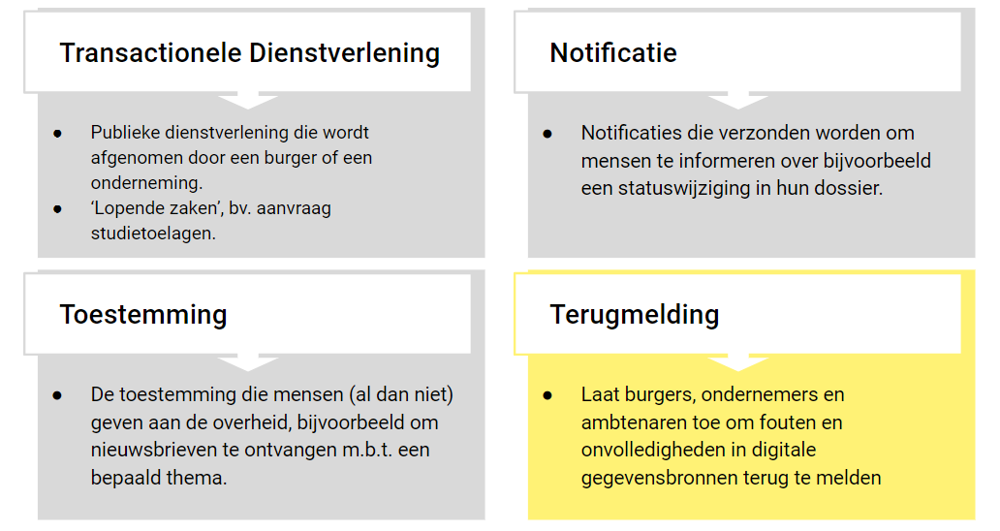 Transactionele Dienstverlening
● Publieke dienstverlening die wordt
afgenomen door een burger of een
onderneming.
● ‘Lopende zaken’, bv. aanvraag
studietoelagen.
Notificatie
● Notificaties die verzonden worden om
mensen te informeren over bijvoorbeeld
een statuswijziging in hun dossier.
Toestemming
● De toestemming die mensen (al dan niet)
geven aan de overheid, bijvoorbeeld om
nieuwsbrieven te ontvangen m.b.t. een
bepaald thema.
Terugmelding
● Laat burgers, ondernemers en
ambtenaren toe om fouten en
onvolledigheden in digitale
gegevensbronnen terug te melden